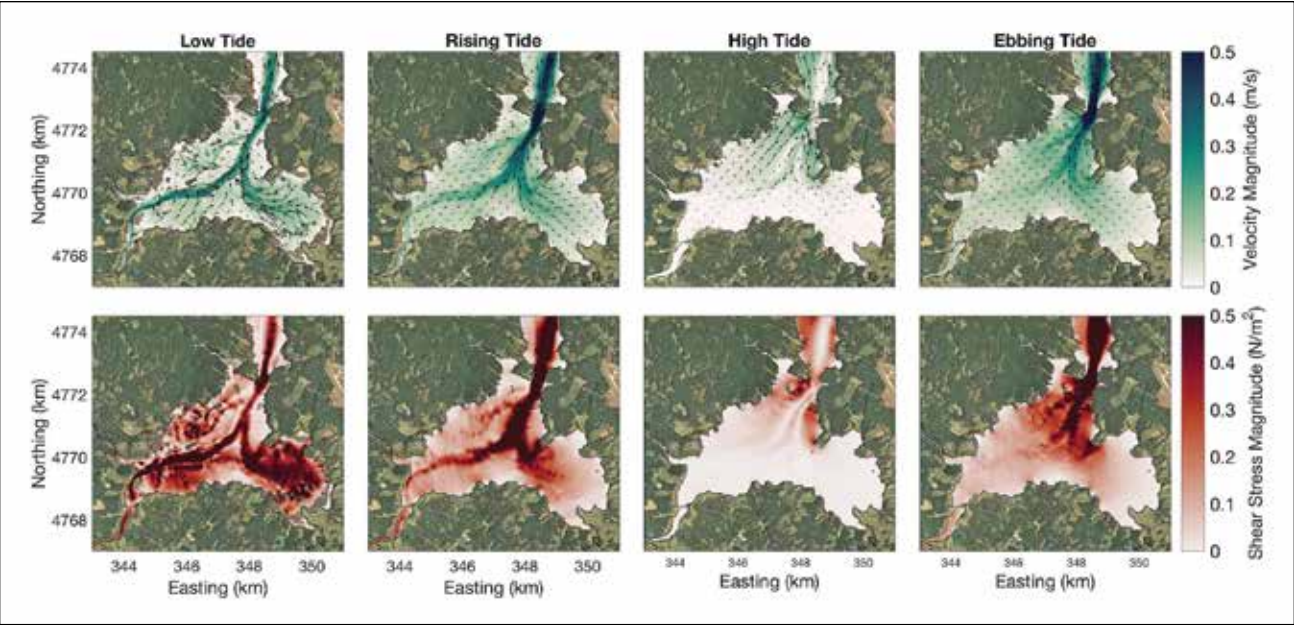 Low Tide
Rising Tide
High Tide
Ebbing Tide
4774
4772
4770
4768
Northing (km)
0.5
0.4
0.3
0.2
0.1
0
Velocity Magnitude (m/s)
4774
4772
4770
4768
Northing (km)
0.5
0.4
0.3
0.2
0.1
0
Shear Stress Magnitude (N/m²)
344 346 348 350
344 346 348 350
344 346 348 350
344 346 348 350
Easting (km)
Easting (km)
Easting (km)
Easting (km)